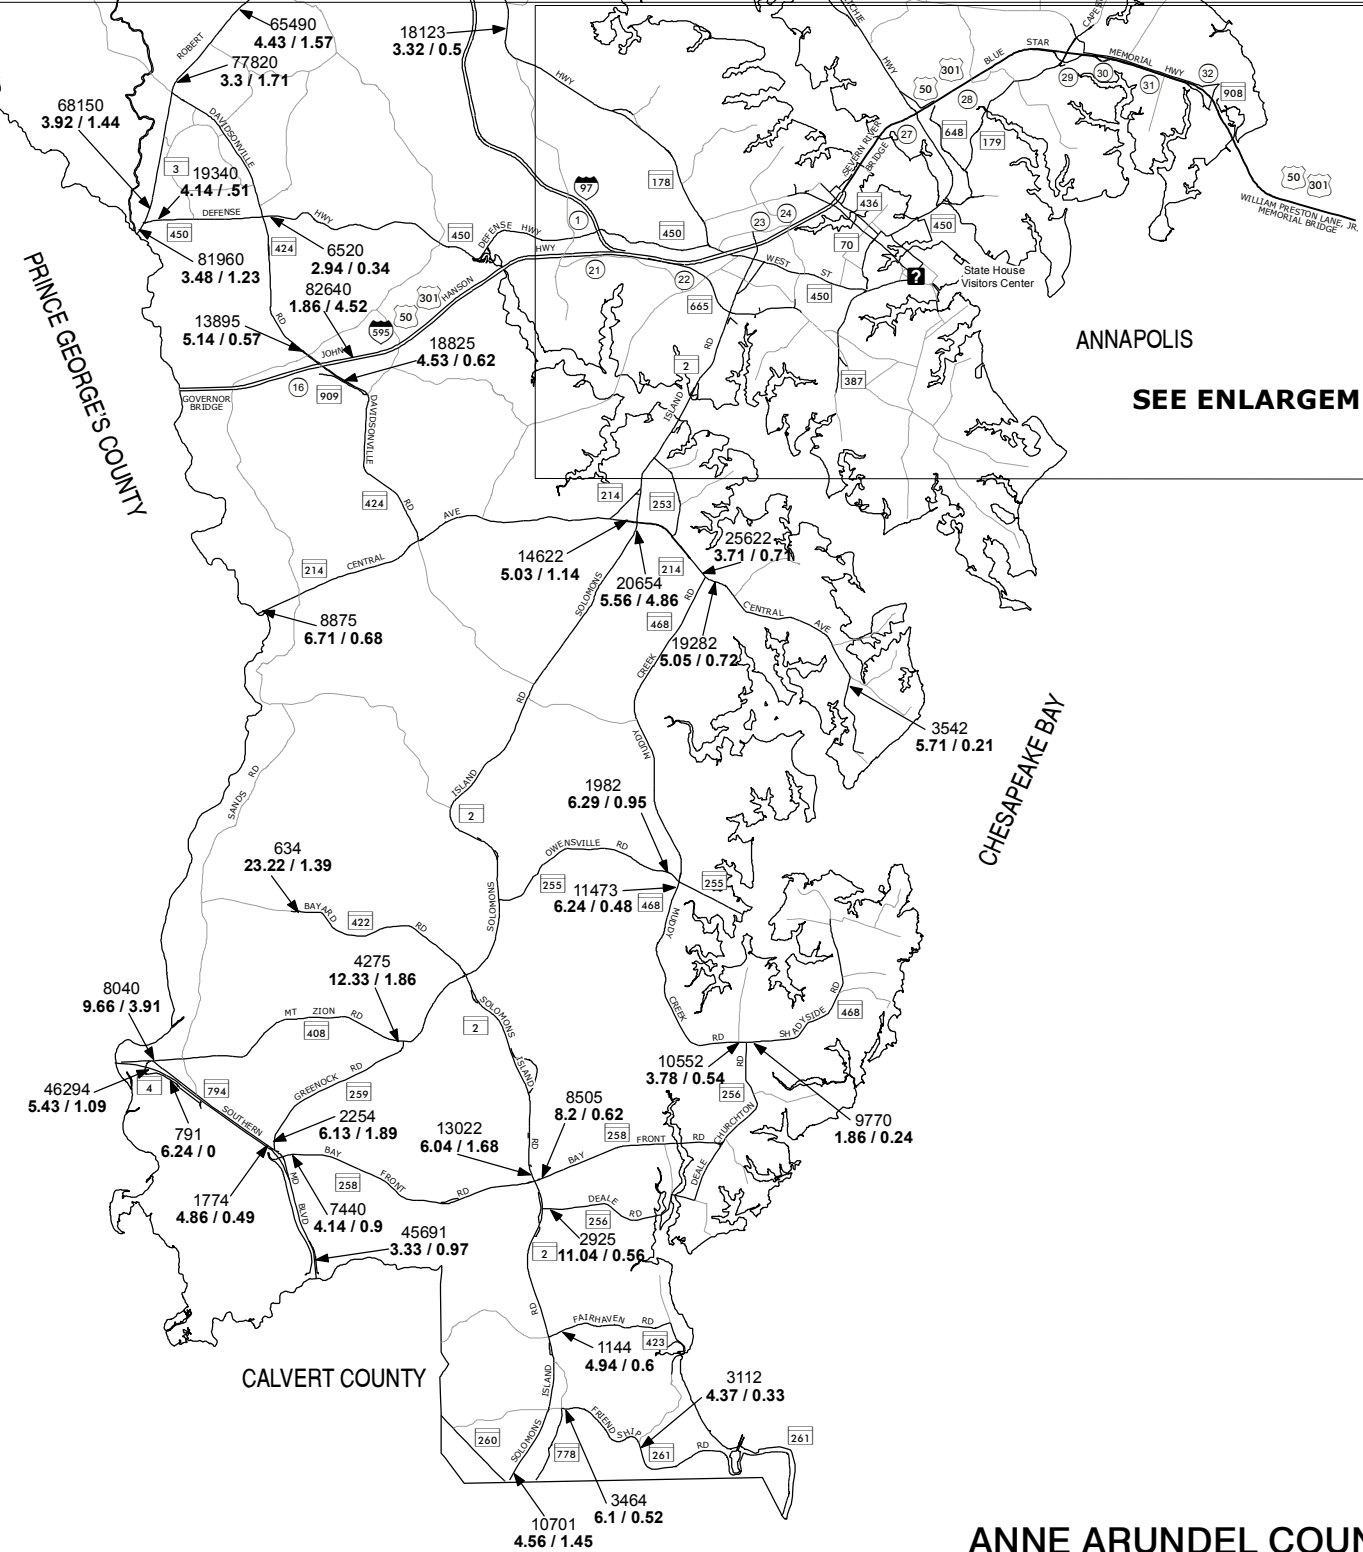 65490
4.43 / 1.57
ROBERT
77820
3.3 / 1.71
18123
3.32 / 0.5
HWY
RITCHIE
HWY
CAPE
BLUE
STAR
MEMORIAL
HWY
50
301
28
29
30
31
32
908
68150
3.92 / 1.44
DAVIDSONVILLE
3
19340
4.14 / .51
DEFENSE
HWY
450
424
6520
2.94 / 0.34
81960
3.48 / 1.23
82640
1.86 / 4.52
RD
13895
5.14 / 0.57
JOHN
HANSON
HWY
595
50
301
450
DEFENSE
HWY
97
1
178
450
21
22
23
24
SEVERN RIVER
BRIDGE
27
648
179
436
450
70
WEST
ST
450
665
State House
Visitors Center
?
50
301
WILLIAM PRESTON LANE, JR.
MEMORIAL BRIDGE
PRINCE GEORGE'S COUNTY
18825
4.53 / 0.62
16
909
GOVERNOR
BRIDGE
DAVIDSONVILLE
RD
2
RD
ISLAND
387
ANNAPOLIS
SEE ENLARGEM
424
214
253
AVE
CENTRAL
214
14622
5.03 / 1.14
25622
3.71 / 0.71
214
20654
5.56 / 4.86
SOLOMONS
RD
468
CENTRAL
AVE
8875
6.71 / 0.68
19282
5.05 / 0.72
CREEK
RD
MUDDY
3542
5.71 / 0.21
CHESAPEAKE BAY
SANDS
RD
ISLAND
2
1982
6.29 / 0.95
OWENSVILLE
RD
634
23.22 / 1.39
255
11473
6.24 / 0.48
468
255
BAYARD
422
RD
SOLOMONS
MUDDY
4275
12.33 / 1.86
8040
9.66 / 3.91
MT
ZION
RD
408
2
SOLOMONS
CREEK
RD
SHADYSIDE
RD
468
10552
3.78 / 0.54
RD
256
9770
1.86 / 0.24
46294
5.43 / 1.09
4
794
GREENOCK
RD
259
ISLAND
SOUTHERN
791
6.24 / 0
2254
6.13 / 1.89
8505
8.2 / 0.62
13022
6.04 / 1.68
RD
258
BAY
FRONT
RD
CHURCHTON
DEALE
BAY
FRONT
RD
258
MD
BLVD
1774
4.86 / 0.49
7440
4.14 / 0.9
DEALE
RD
256
2925
11.04 / 0.56
2
45691
3.33 / 0.97
RD
FAIRHAVEN
RD
423
1144
4.94 / 0.6
CALVERT COUNTY
3112
4.37 / 0.33
ISLAND
SOLOMONS
260
778
FRIENDSHIP
261
RD
261
3464
6.1 / 0.52
10701
4.56 / 1.45
ANNE ARUNDEL COUN